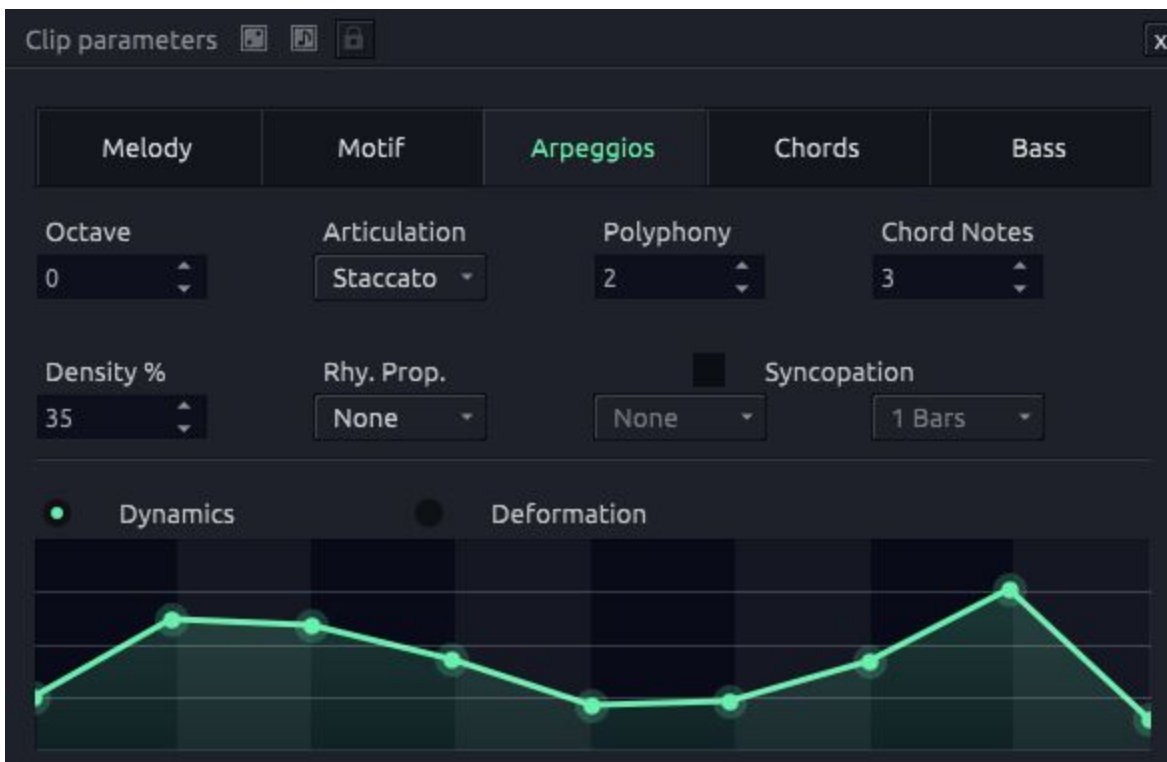 Clip parameters x
Melody Motif Arpeggios Chords Bass
Octave Articulation Polyphony Chord Notes
0 Staccato 2 3
Density % Rhy. Prop. Syncopation
35 None None 1 Bars
Dynamics Deformation